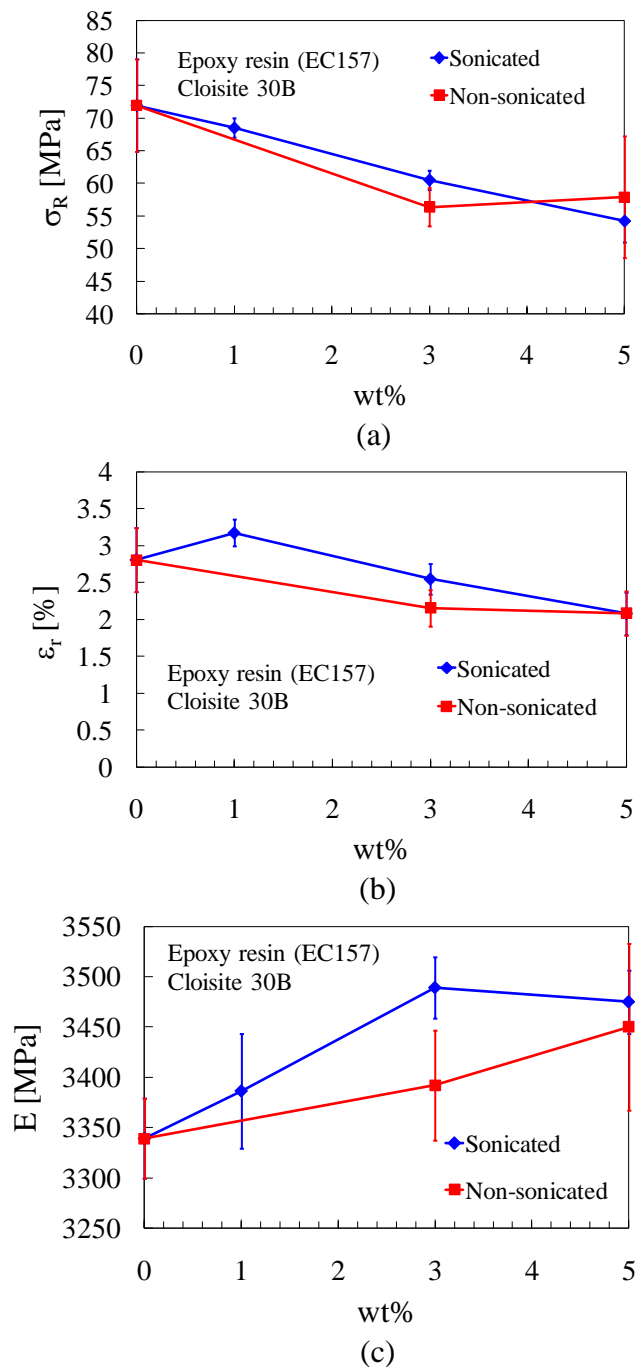 85
80
75
70
65
60
55
50
45
40
σR [MPa]
Epoxy resin (EC157)
Cloisite 30B
Sonicated
Non-sonicated
0 1 2 3 4 5
wt%
(a)
4
3.5
3
2.5
2
1.5
1
0.5
0
εr [%]
Epoxy resin (EC157)
Cloisite 30B
Sonicated
Non-sonicated
0 1 2 3 4 5
wt%
(b)
3550
3500
3450
3400
3350
3300
3250
E [MPa]
Epoxy resin (EC157)
Cloisite 30B
Sonicated
Non-sonicated
0 1 2 3 4 5
wt%
(c)